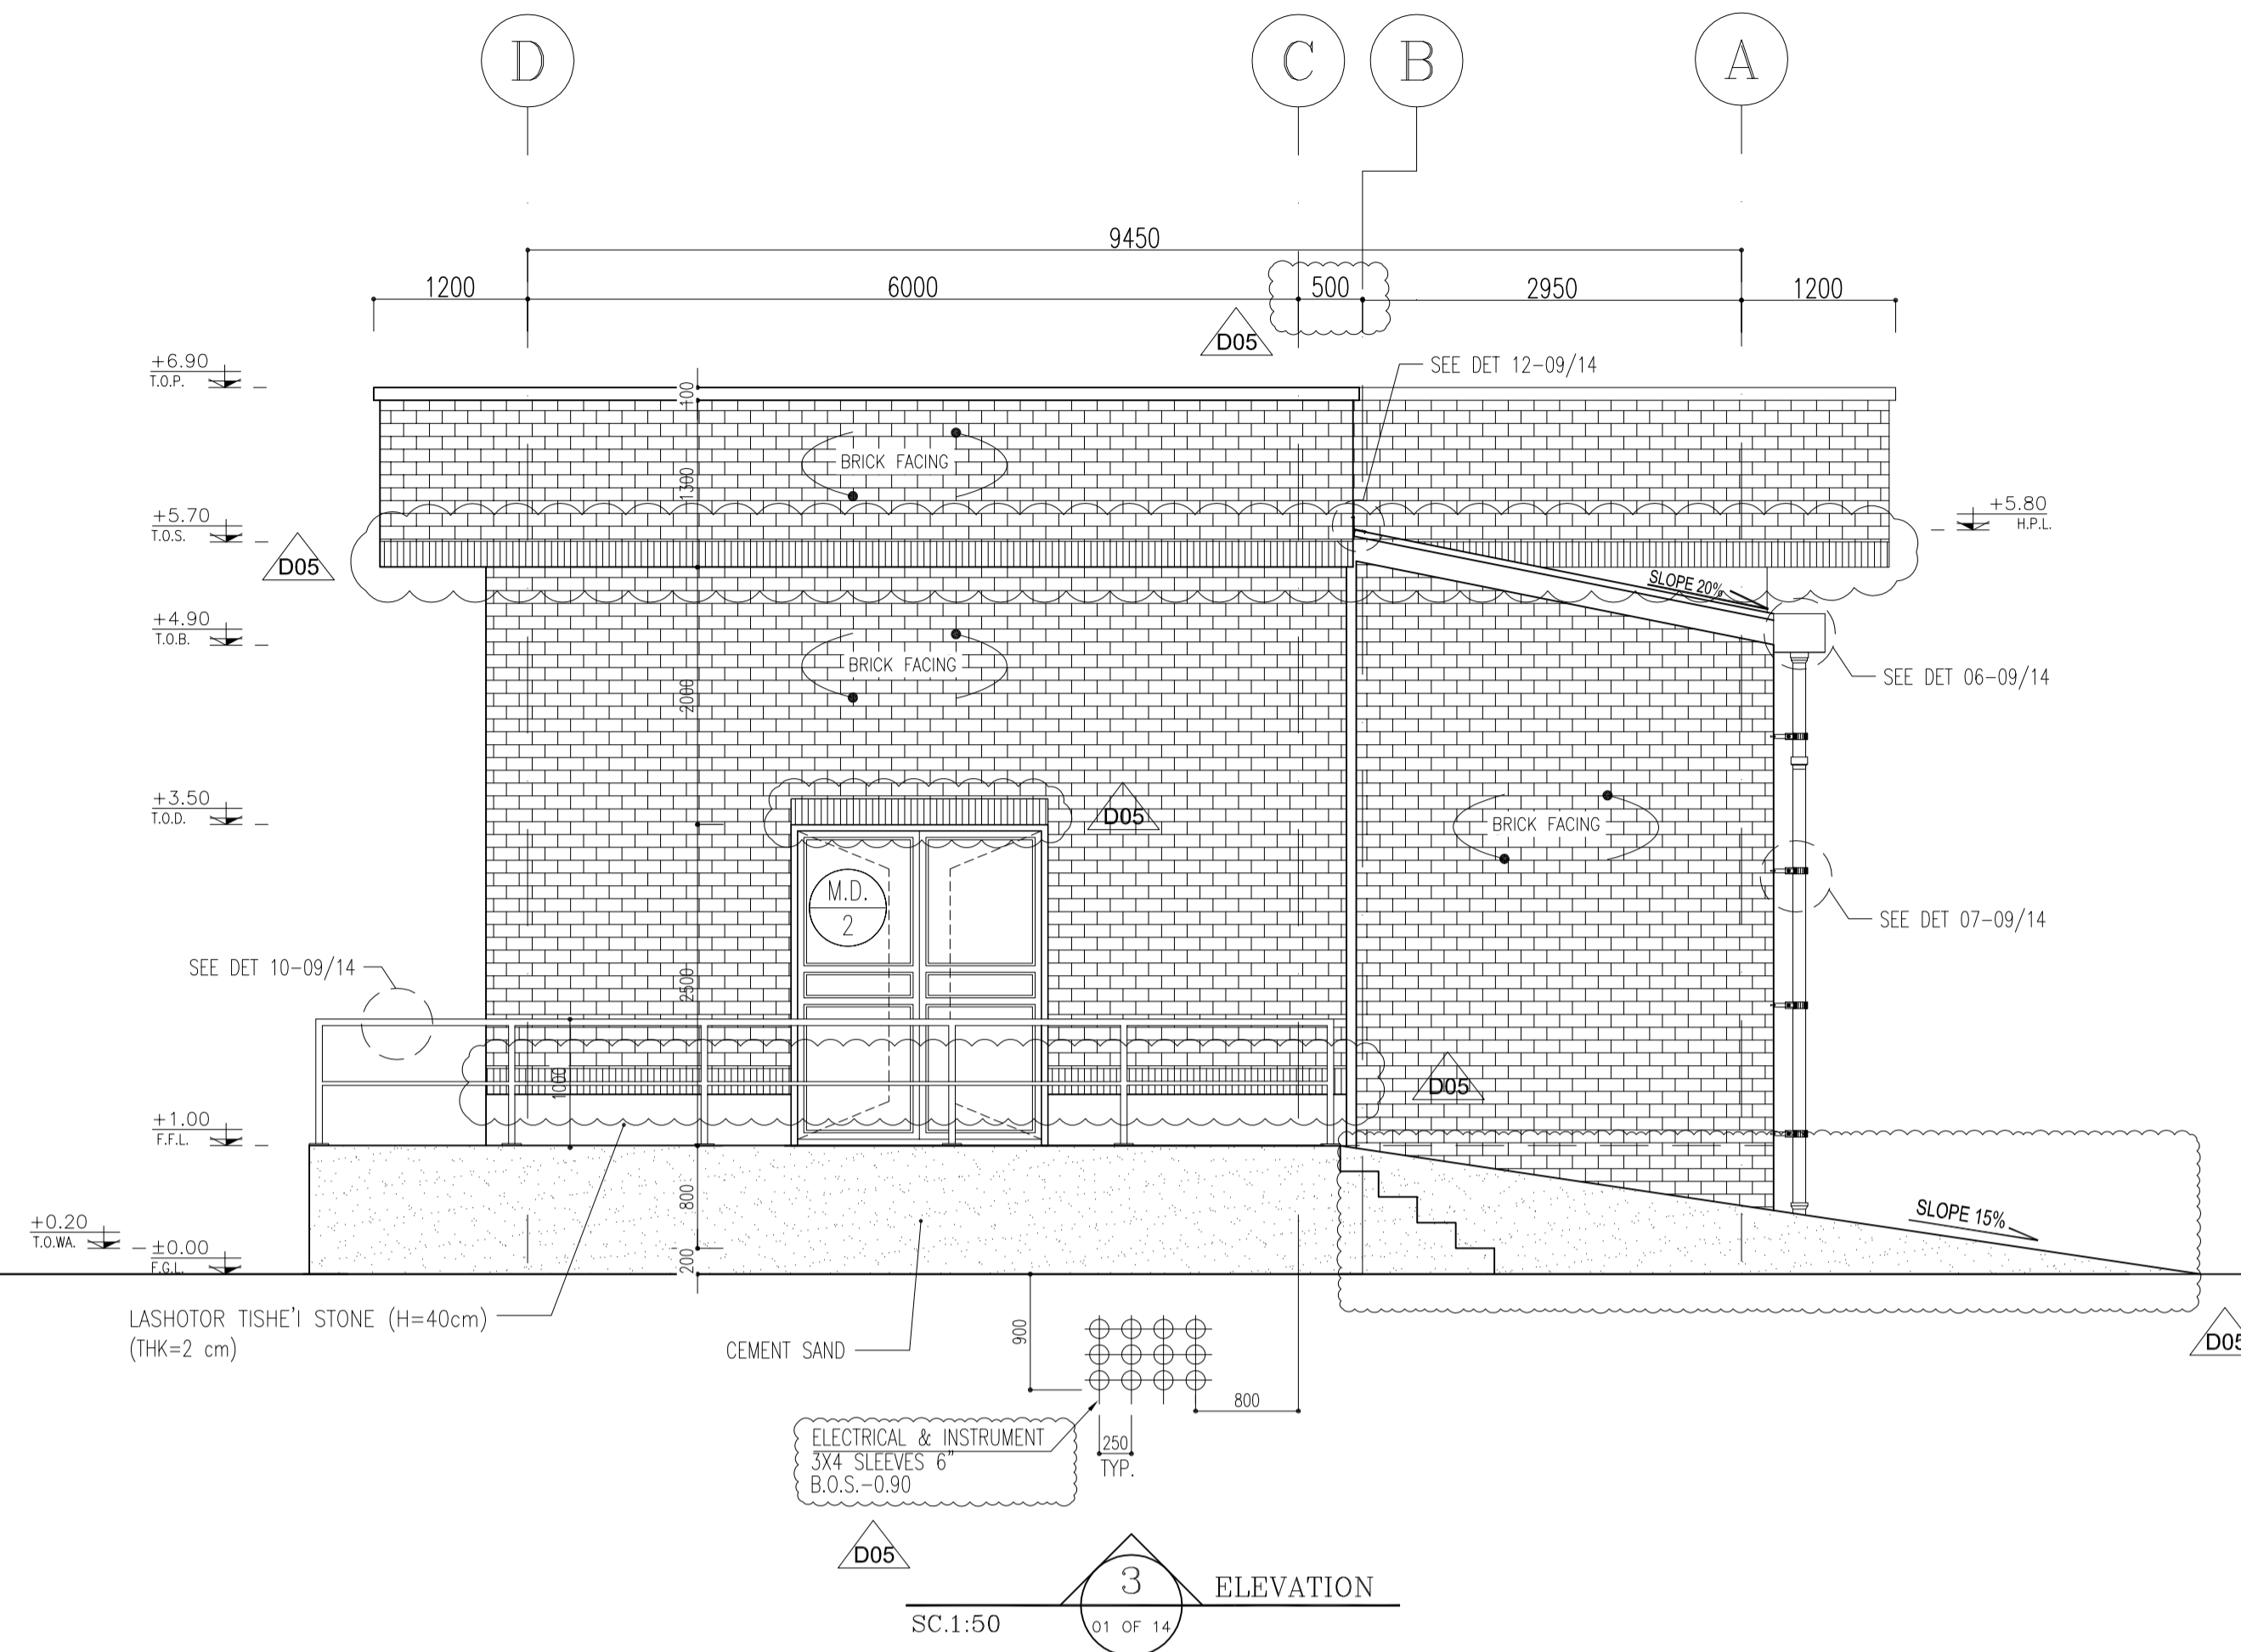 D
C
B
A
9450
1200
6000
500
2950
1200
D05
+6.90
T.O.P.
SEE DET 12-09/14
100
BRICK FACING
1300
+5.70
T.O.S.
+5.80
H.P.L.
D05
SLOPE 20%
+4.90
T.O.B.
BRICK FACING
SEE DET 06-09/14
2000
+3.50
T.O.D.
D05
BRICK FACING
M.D.
2
SEE DET 07-09/14
SEE DET 10-09/14
2500
1000
D05
+1.00
F.F.L.
800
SLOPE 15%
+0.20
T.O.WA.
±0.00
F.G.L.
200
LASHOTOR TISHE'I STONE (H=40cm)
(THK=2 cm)
CEMENT SAND
900
D05
800
ELECTRICAL & INSTRUMENT
3X4 SLEEVES 6"
B.O.S.-0.90
250
TYP.
D05
3
ELEVATION
SC.1:50
01 OF 14